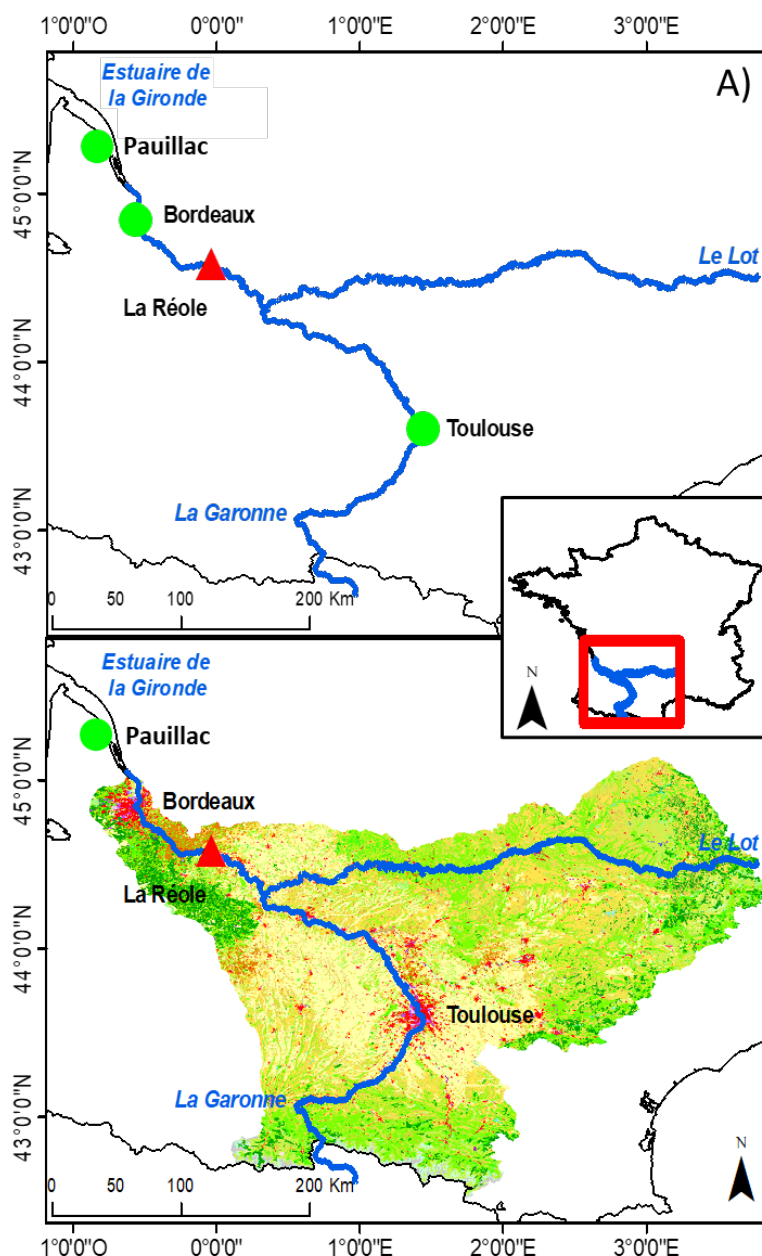 1°0'0"O 0°0'0" 1°0'0"E 2°0'0"E 3°0'0"E
Estuaire de
la Gironde
A)
Pauillac
45°0'0"N
Bordeaux
Le Lot
La Réole
44°0'0"N
Toulouse
La Garonne
43°0'0"N
0 50 100 200 Km
N
Estuaire de
la Gironde
Pauillac
45°0'0"N
Bordeaux
Le Lot
La Réole
44°0'0"N
Toulouse
La Garonne
43°0'0"N
0 50 100 200 Km
N
1°0'0"O 0°0'0" 1°0'0"E 2°0'0"E 3°0'0"E